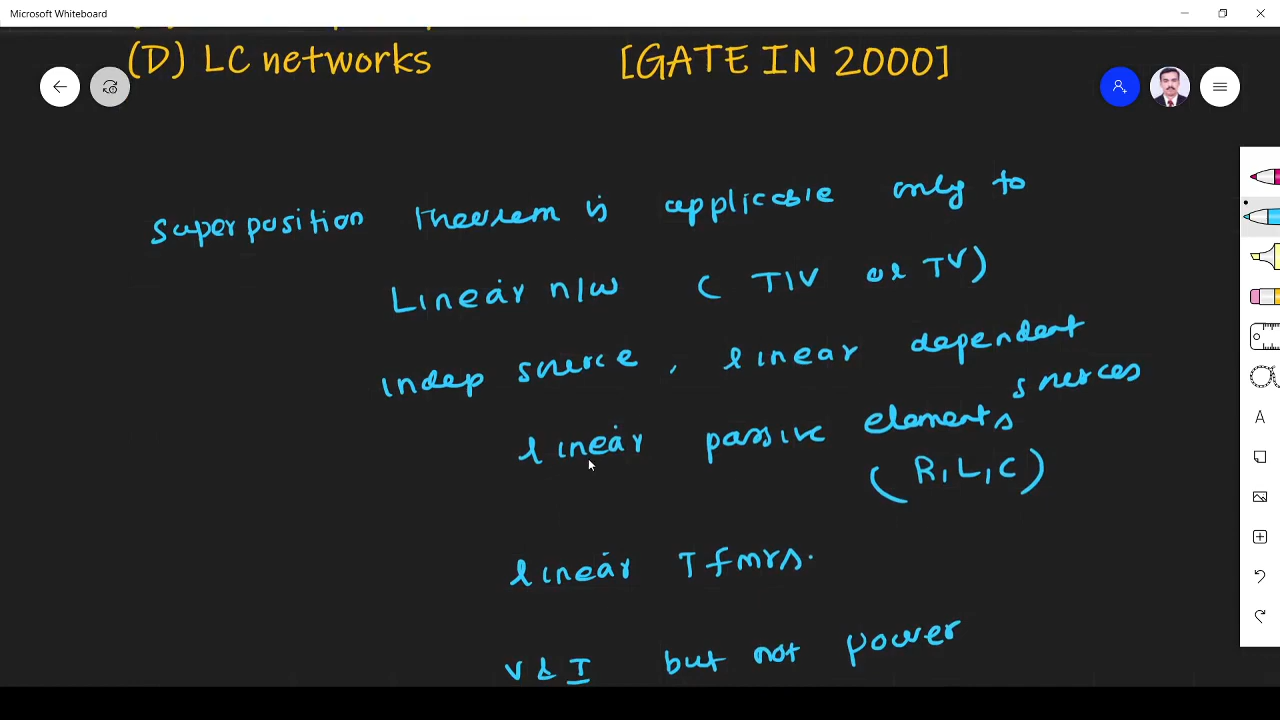 Microsoft Whiteboard
(D) LC networks [GATE IN 2000]
Superposition theorem is applicable only to
Linear n/w ( TIV or TV)
indep source, linear dependent
sources
linear passive elements
(R, L, C)
linear Tfmrs.
V & I but not power
A